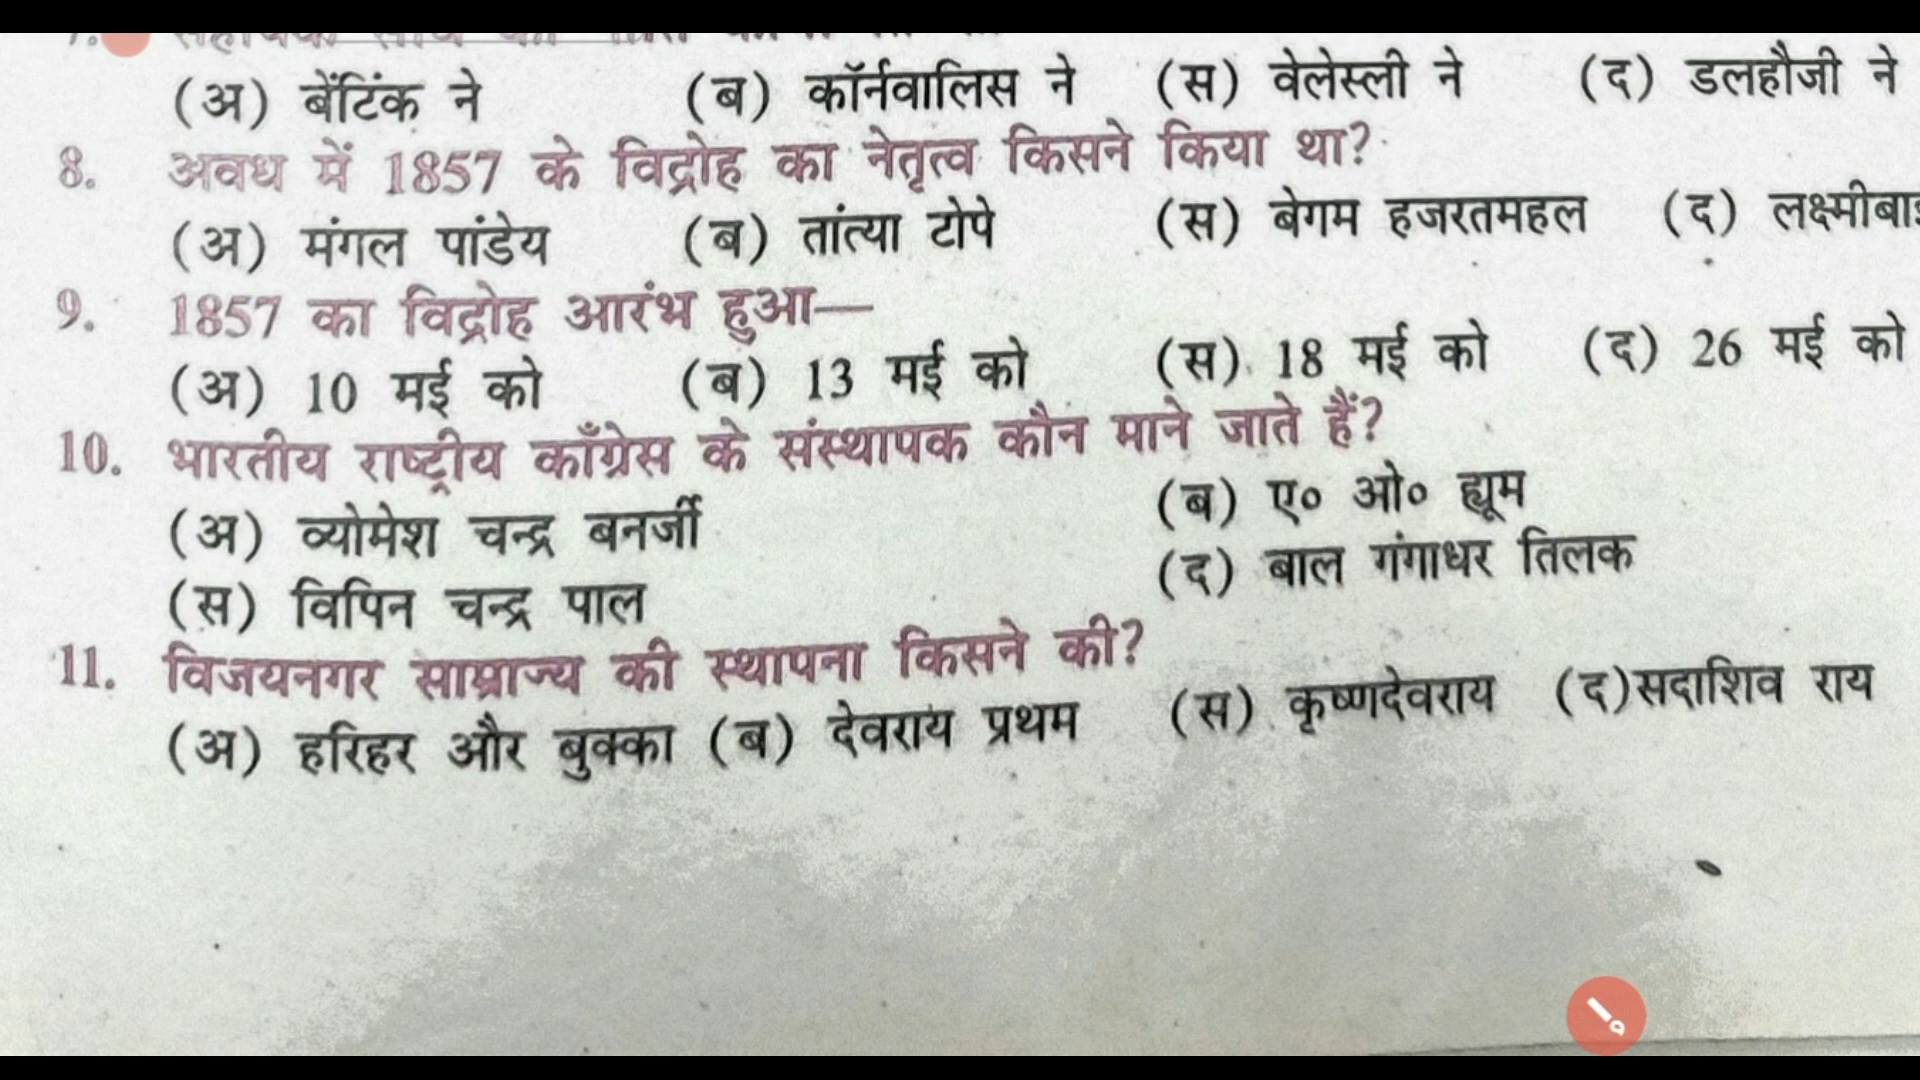 (अ) बेंटिंक ने (ब) कॉर्नवालिस ने (स) वेलेस्ली ने (द) डलहौजी ने
8. अवध में 1857 के विद्रोह का नेतृत्व किसने किया था?
(अ) मंगल पांडेय (ब) तांत्या टोपे (स) बेगम हजरतमहल (द)
9. 1857 का विद्रोह आरंभ हुआ—
(अ) 10 मई को (ब) 13 मई को (स) 18 मई को (द) 26 मई को
10. भारतीय राष्ट्रीय काँग्रेस के संस्थापक कौन माने जाते हैं?
(अ) व्योमेश चन्द्र बनर्जी (ब) ए० ओ० ह्यूम
(स) विपिन चन्द्र पाल (द) बाल गंगाधर तिलक
11. विजयनगर साम्राज्य की स्थापना किसने की?
(अ) हरिहर और बुक्का (ब) देवराय प्रथम (स) कृष्णदेवराय (द)सदाशिव राय